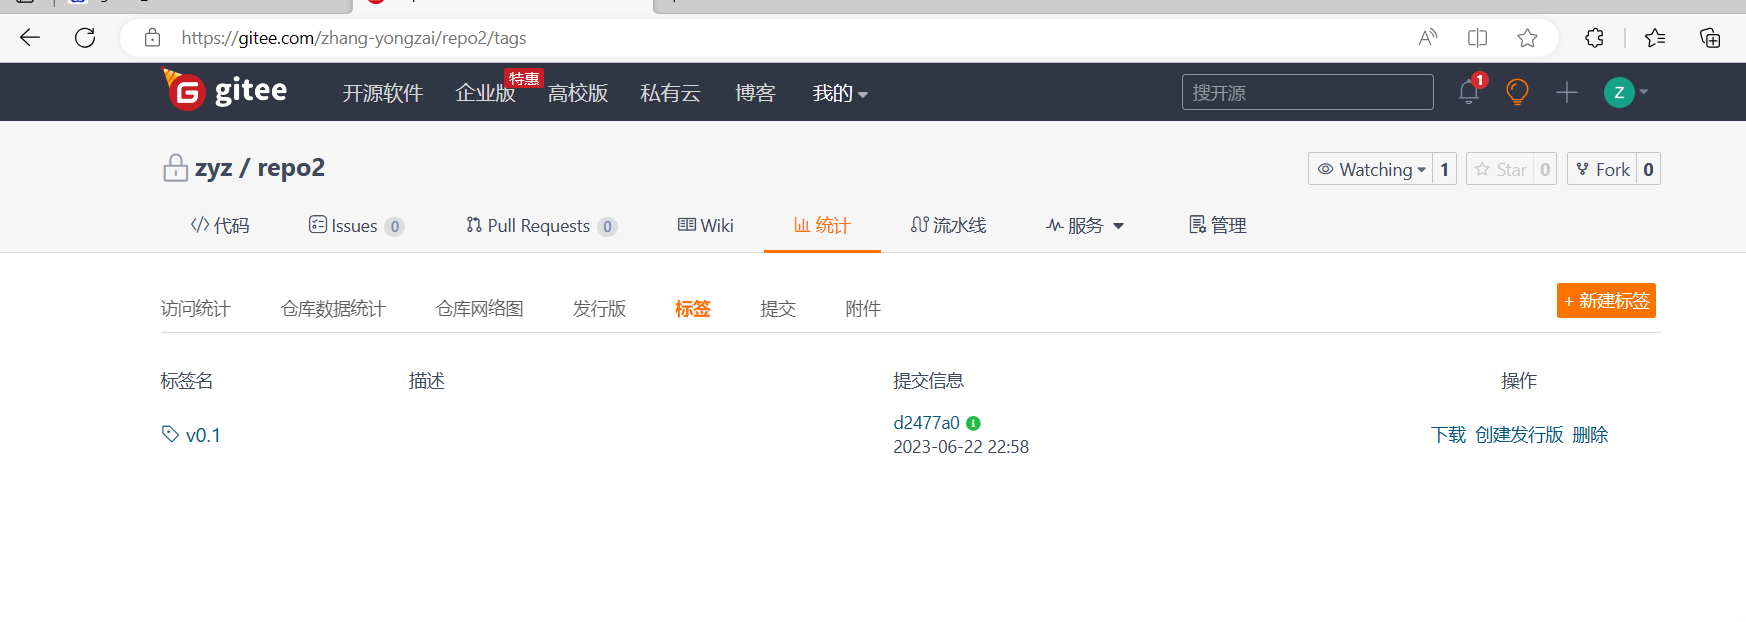 https://gitee.com/zhang-yongzai/repo2/tags
G gitee 开源软件 企业版 特惠 高校版 私有云 博客 我的 搜开源 1 Z
zyz / repo2 Watching 1 Star 0 Fork 0
代码 Issues 0 Pull Requests 0 Wiki 统计 流水线 服务 管理
访问统计 仓库数据统计 仓库网络图 发行版 标签 提交 附件 + 新建标签
标签名 描述 提交信息 操作
v0.1 d2477a0 下载 创建发行版 删除
2023-06-22 22:58